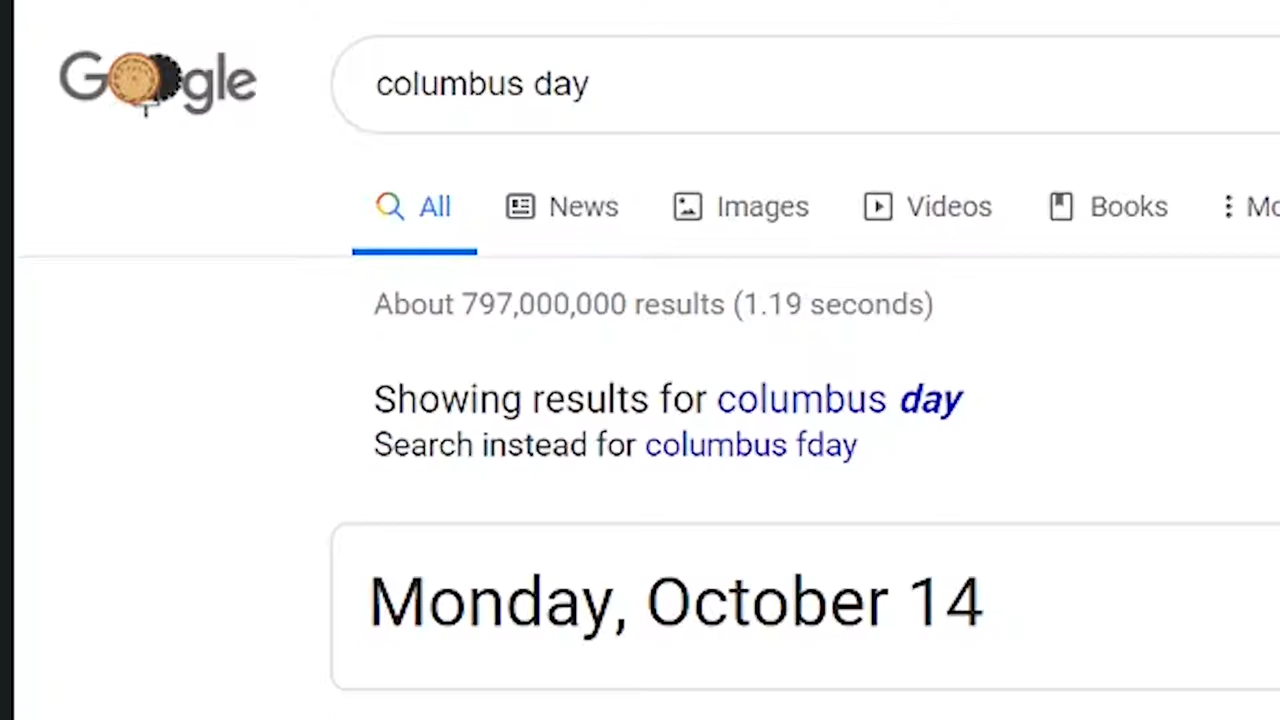 Google
columbus day
All News Images Videos Books
About 797,000,000 results (1.19 seconds)
Showing results for columbus day
Search instead for columbus fday
Monday, October 14